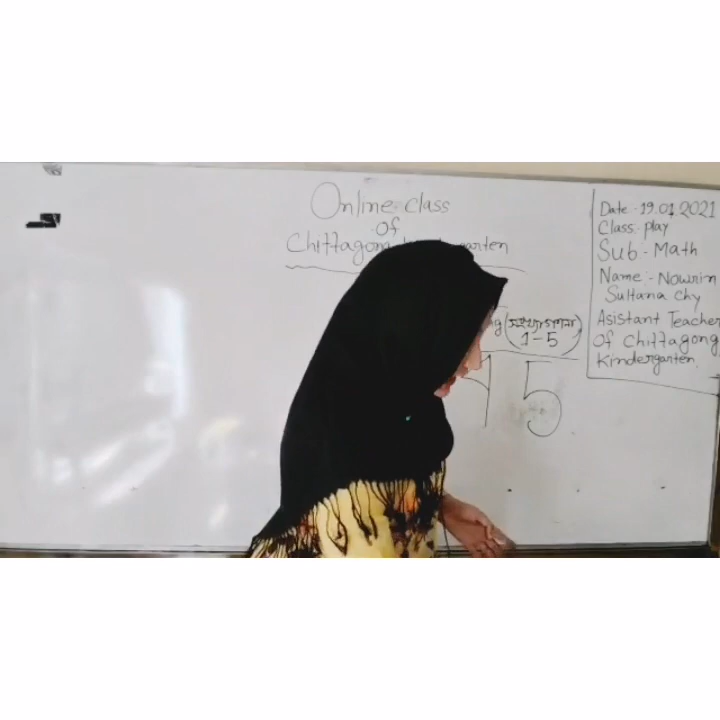 Online class
of
Chittagong
(সংখ্যাগণনা)
1-5
5
Date - 19.01.2021
Class - play
Sub - Math
Name - Nowrin
Sultana Chy
Asistant Teacher
of Chittagong
Kindergarten.